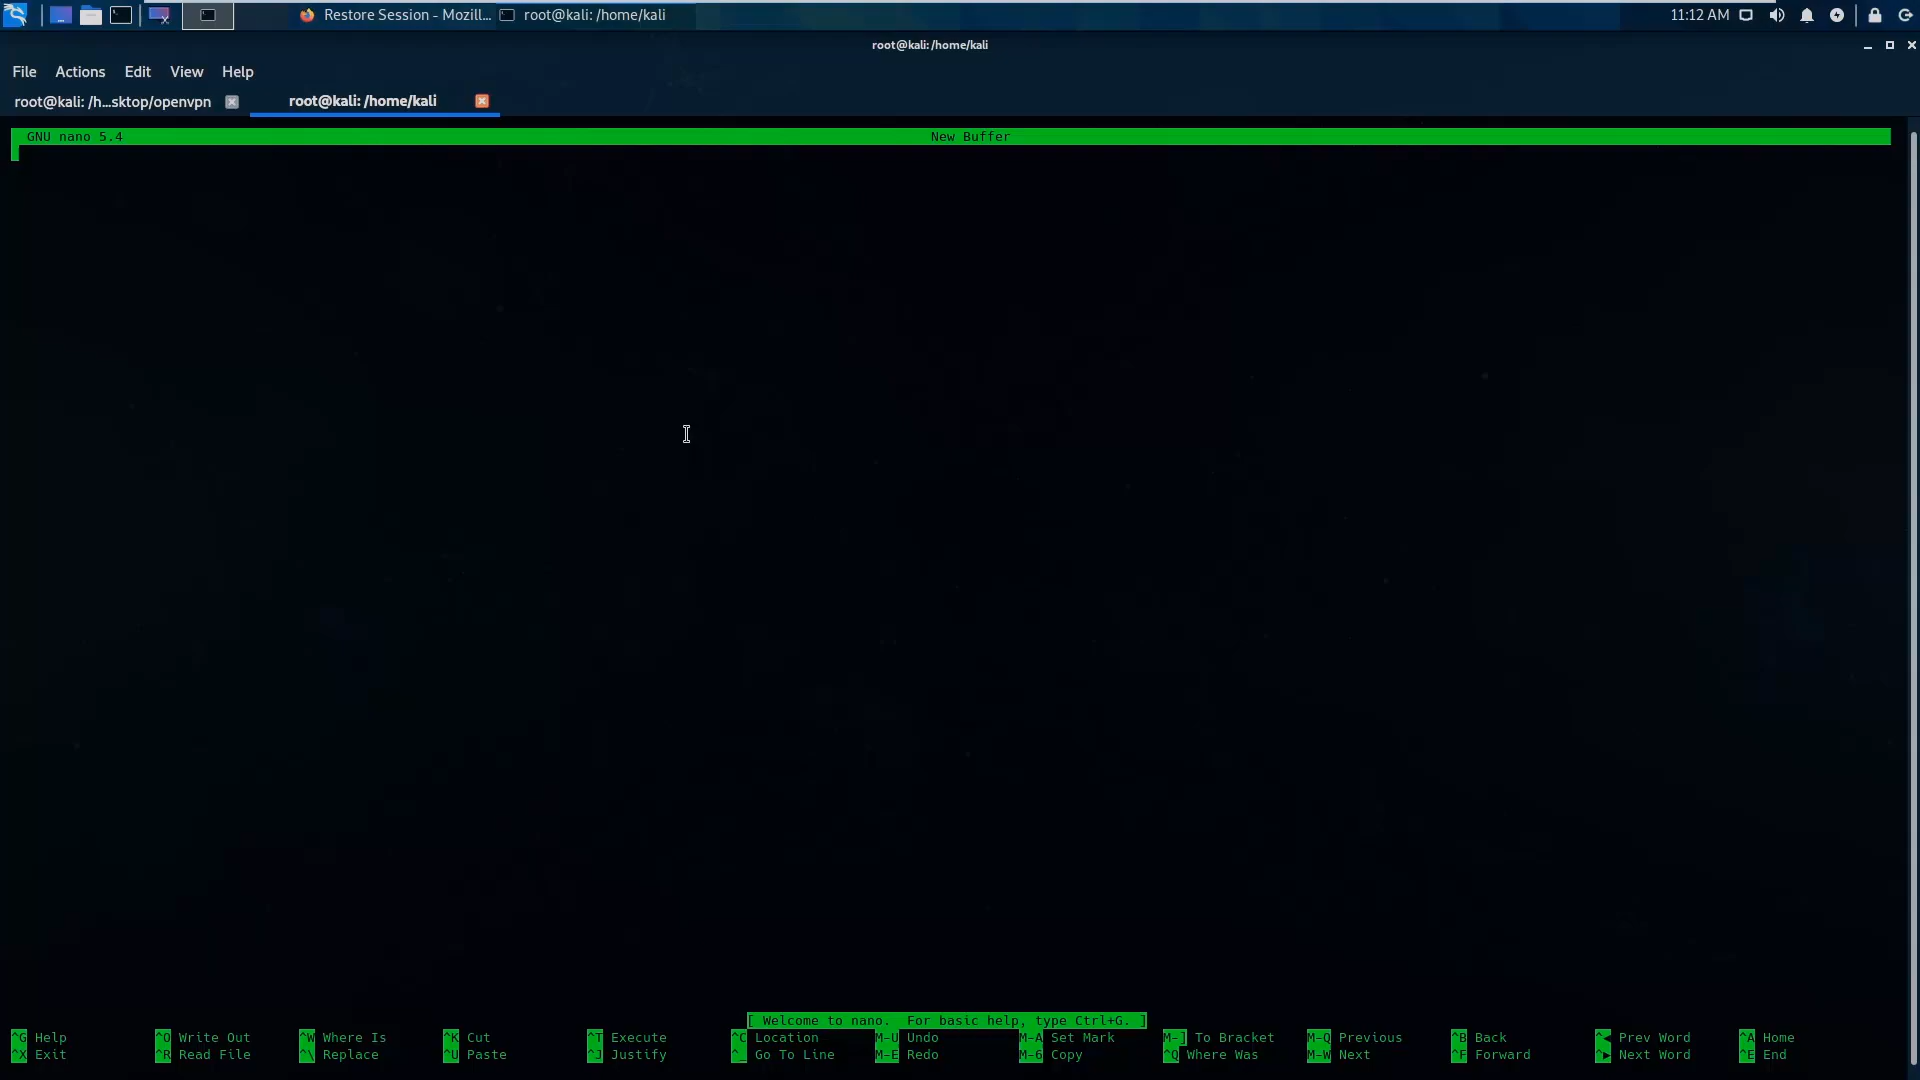 Restore Session - Mozill... root@kali: /home/kali 11:12 AM
root@kali: /home/kali
File Actions Edit View Help
root@kali: /h...sktop/openvpn root@kali: /home/kali
GNU nano 5.4 New Buffer
[ Welcome to nano.  For basic help, type Ctrl+G. ]
^G Help ^O Write Out ^W Where Is ^K Cut ^T Execute ^C Location M-U Undo M-A Set Mark M-] To Bracket M-Q Previous ^B Back ^◀ Prev Word ^A Home
^X Exit ^R Read File ^\ Replace ^U Paste ^J Justify ^_ Go To Line M-E Redo M-6 Copy ^Q Where Was M-W Next ^F Forward ^▶ Next Word ^E End